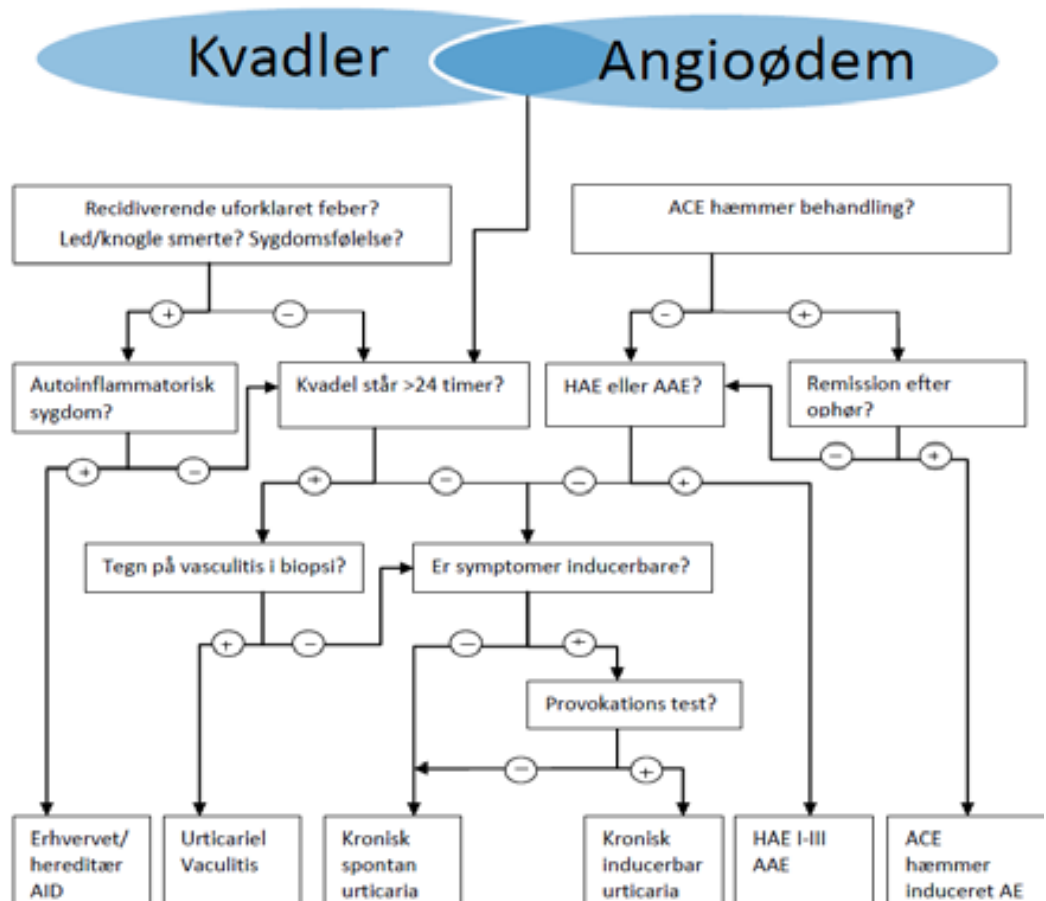 Kvadler
Angioødem
Recidiverende uforklaret feber?
Led/knogle smerte? Sygdomsfølelse?
ACE hæmmer behandling?
+
−
−
+
Autoinflammatorisk
sygdom?
Kvadel står >24 timer?
HAE eller AAE?
Remission efter
ophør?
+
−
−
+
+
−
−
+
Tegn på vasculitis i biopsi?
Er symptomer inducerbare?
+
−
−
+
Provokations test?
−
+
Erhvervet/
hereditær
AID
Urticariel
Vaculitis
Kronisk
spontan
urticaria
Kronisk
inducerbar
urticaria
HAE I-III
AAE
ACE
hæmmer
induceret AE